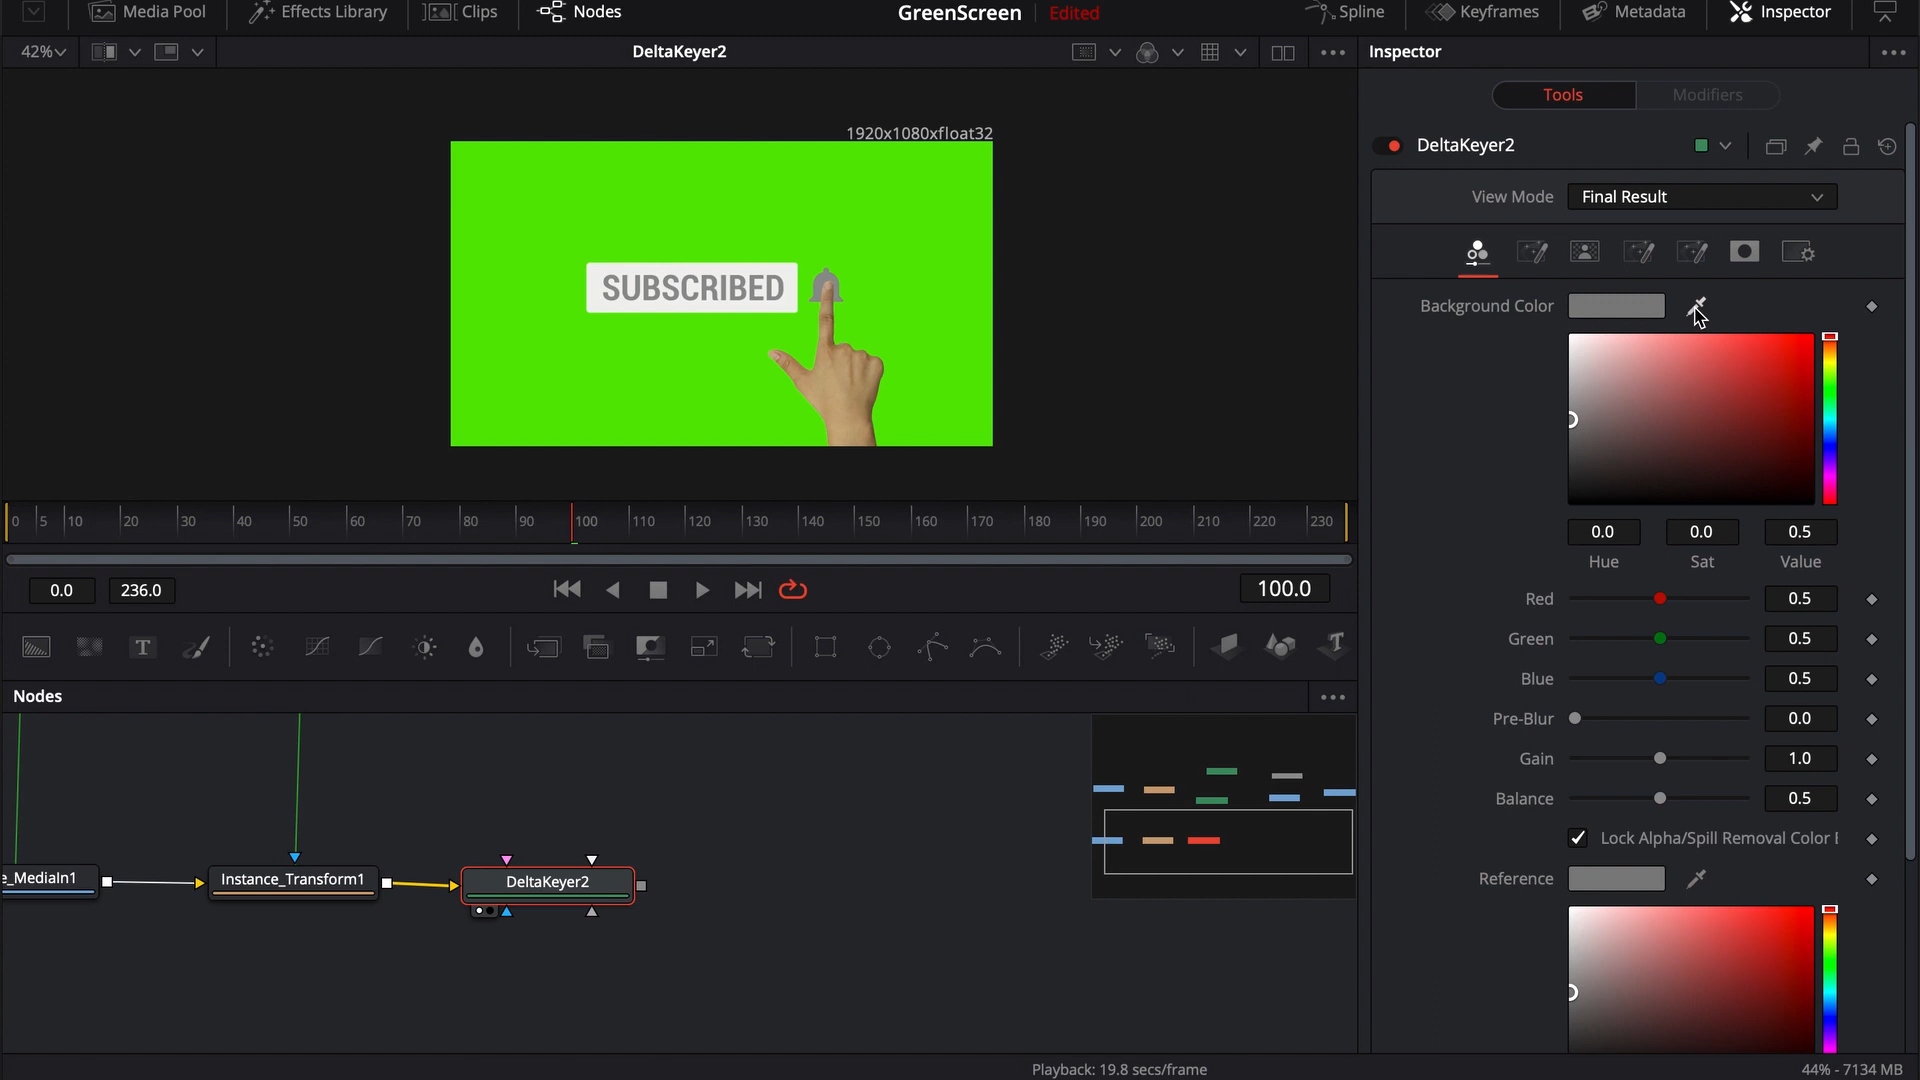 Media Pool Effects Library Clips Nodes GreenScreen Edited Spline Keyframes Metadata Inspector
42% DeltaKeyer2 Inspector
Tools Modifiers
1920x1080xfloat32
DeltaKeyer2
View Mode Final Result
SUBSCRIBED
Background Color
0.0 0.0 0.5
Hue Sat Value
0 5 10 20 30 40 50 60 70 80 90 100 110 120 130 140 150 160 170 180 190 200 210 220 230
0.0 236.0 100.0
Red 0.5
Green 0.5
Blue 0.5
Pre-Blur 0.0
Gain 1.0
Balance 0.5
Lock Alpha/Spill Removal Color
Reference
T T
Nodes
e_MediaIn1 Instance_Transform1 DeltaKeyer2
Playback: 19.8 secs/frame 44% - 7134 MB